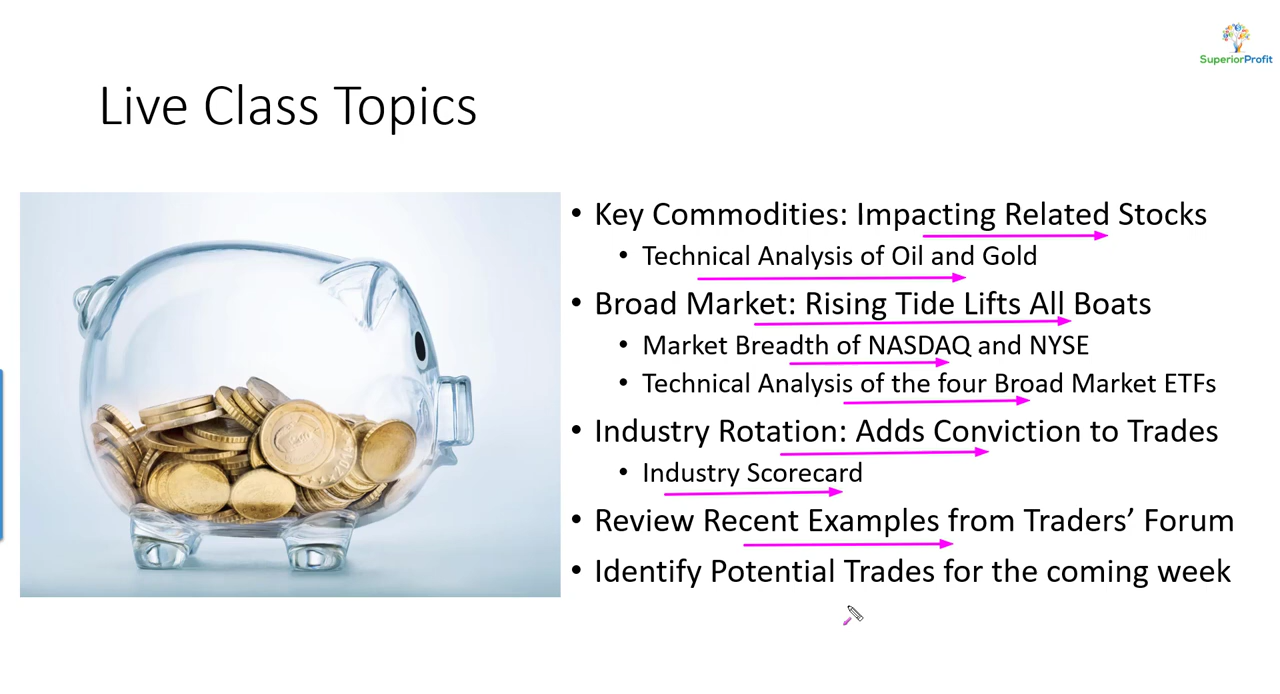 SuperiorProfit
Live Class Topics
• Key Commodities: Impacting Related Stocks
• Technical Analysis of Oil and Gold
• Broad Market: Rising Tide Lifts All Boats
• Market Breadth of NASDAQ and NYSE
• Technical Analysis of the four Broad Market ETFs
• Industry Rotation: Adds Conviction to Trades
• Industry Scorecard
• Review Recent Examples from Traders’ Forum
• Identify Potential Trades for the coming week